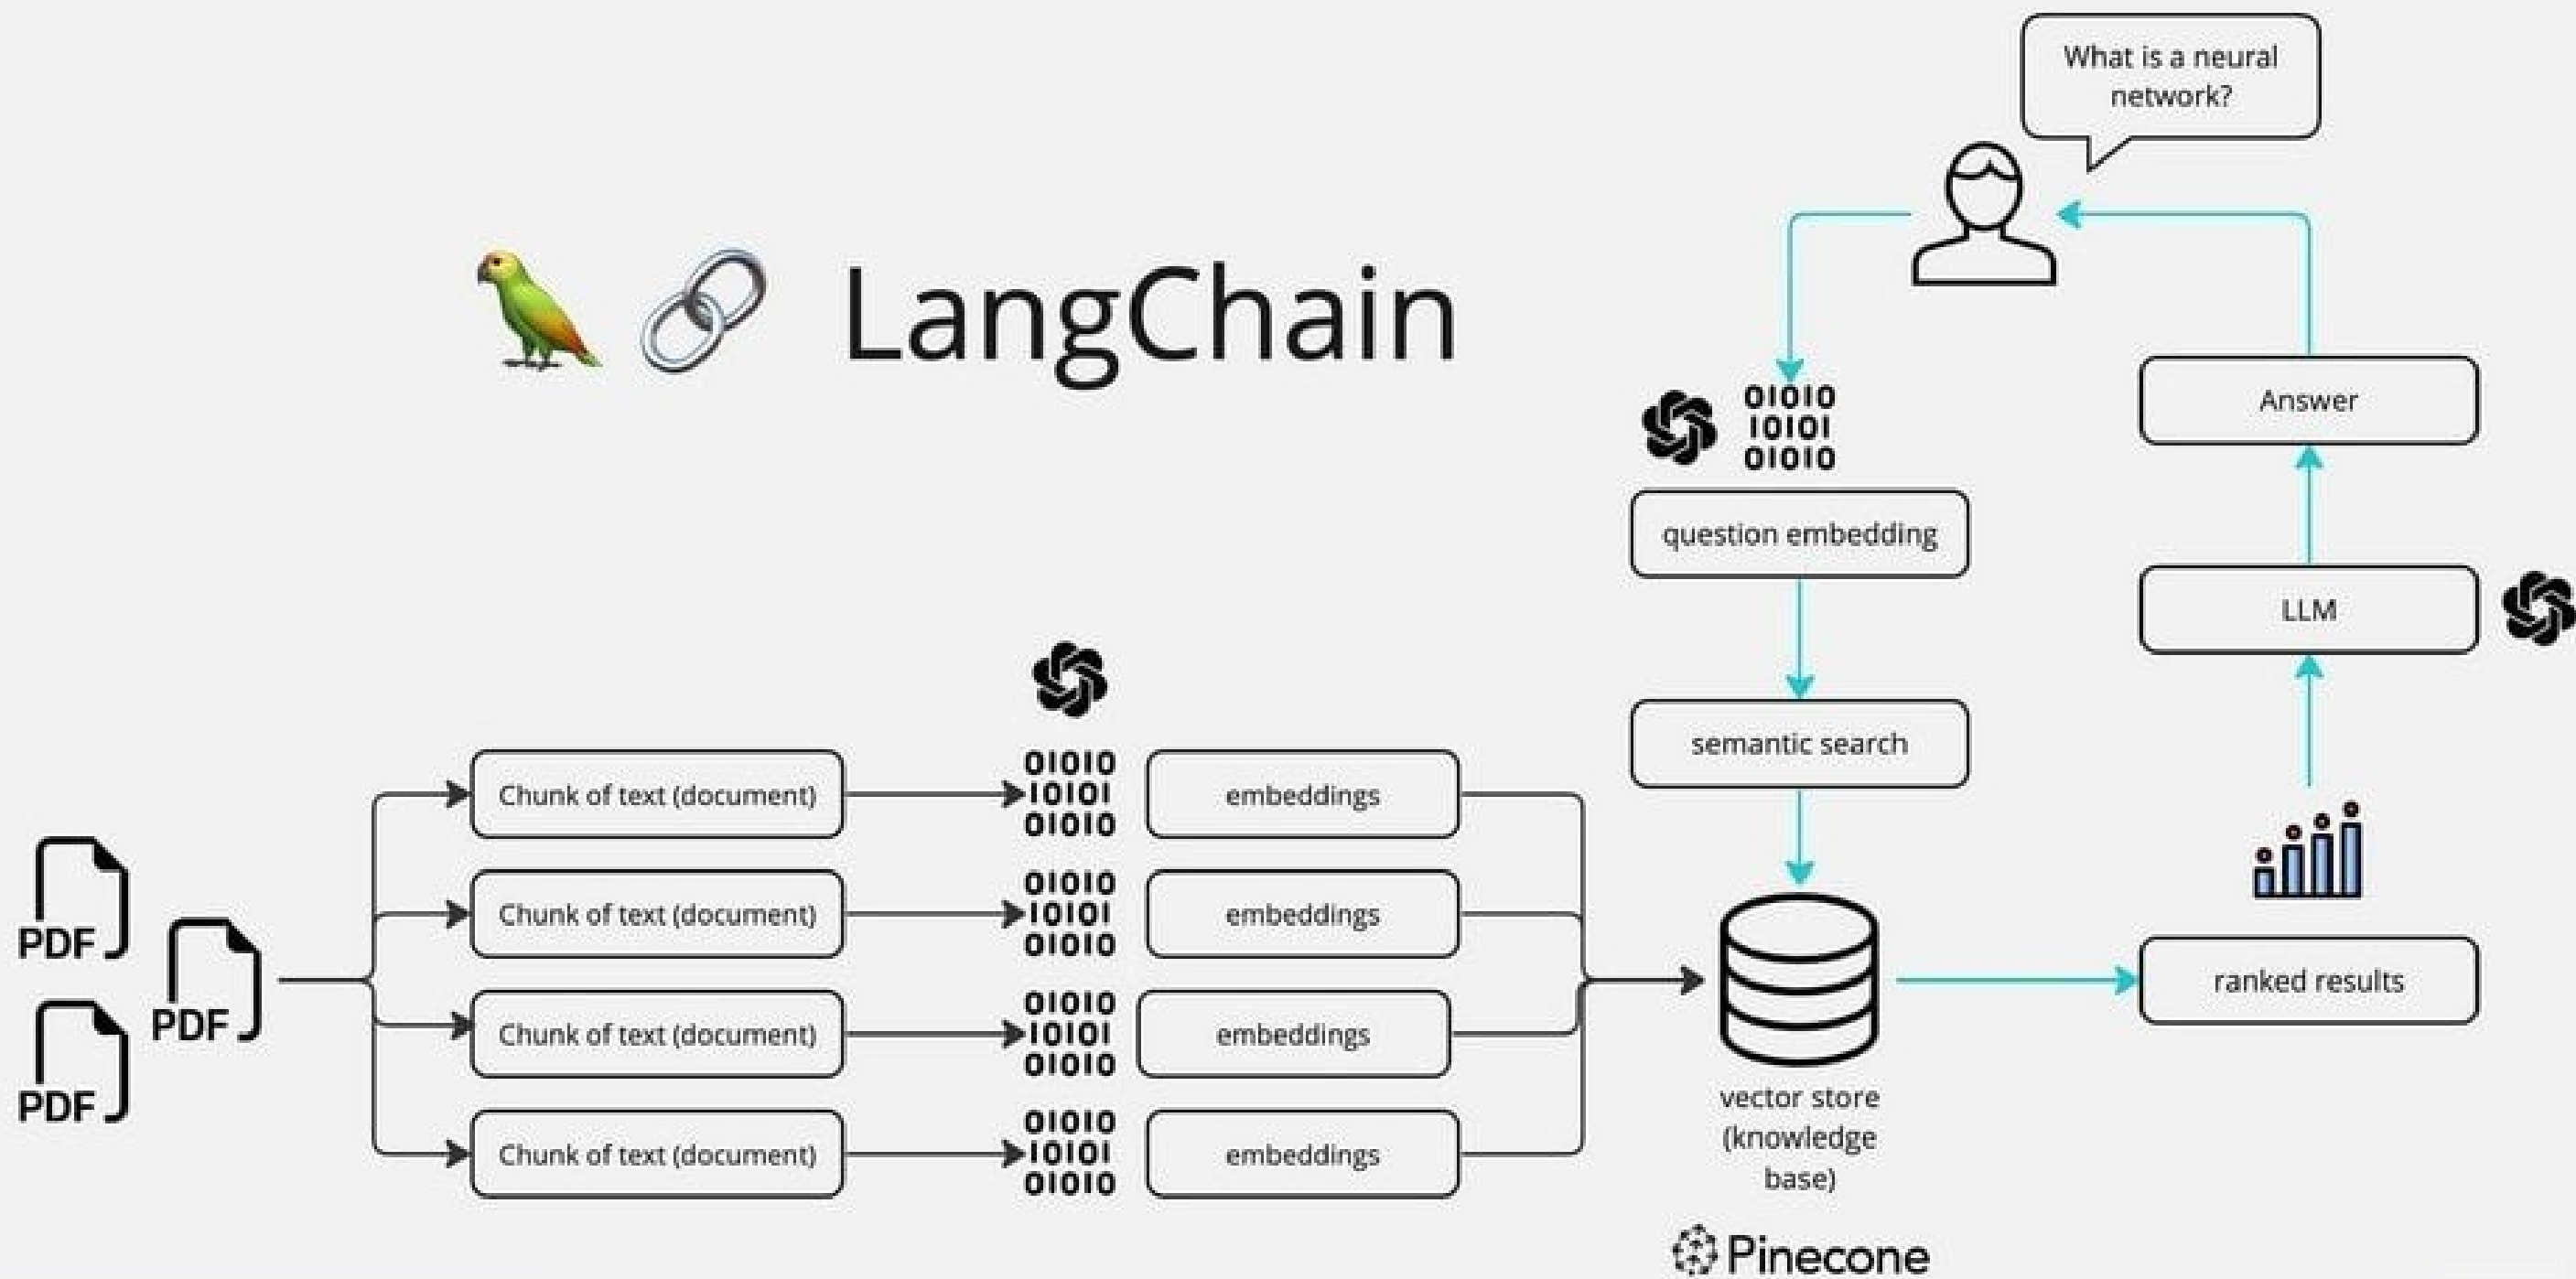 What is a neural
network?
LangChain
01010
10101
01010
question embedding
semantic search
Answer
LLM
ranked results
PDF
PDF
PDF
Chunk of text (document)
01010
10101
01010
embeddings
Chunk of text (document)
01010
10101
01010
embeddings
Chunk of text (document)
01010
10101
01010
embeddings
Chunk of text (document)
01010
10101
01010
embeddings
vector store
(knowledge
base)
Pinecone